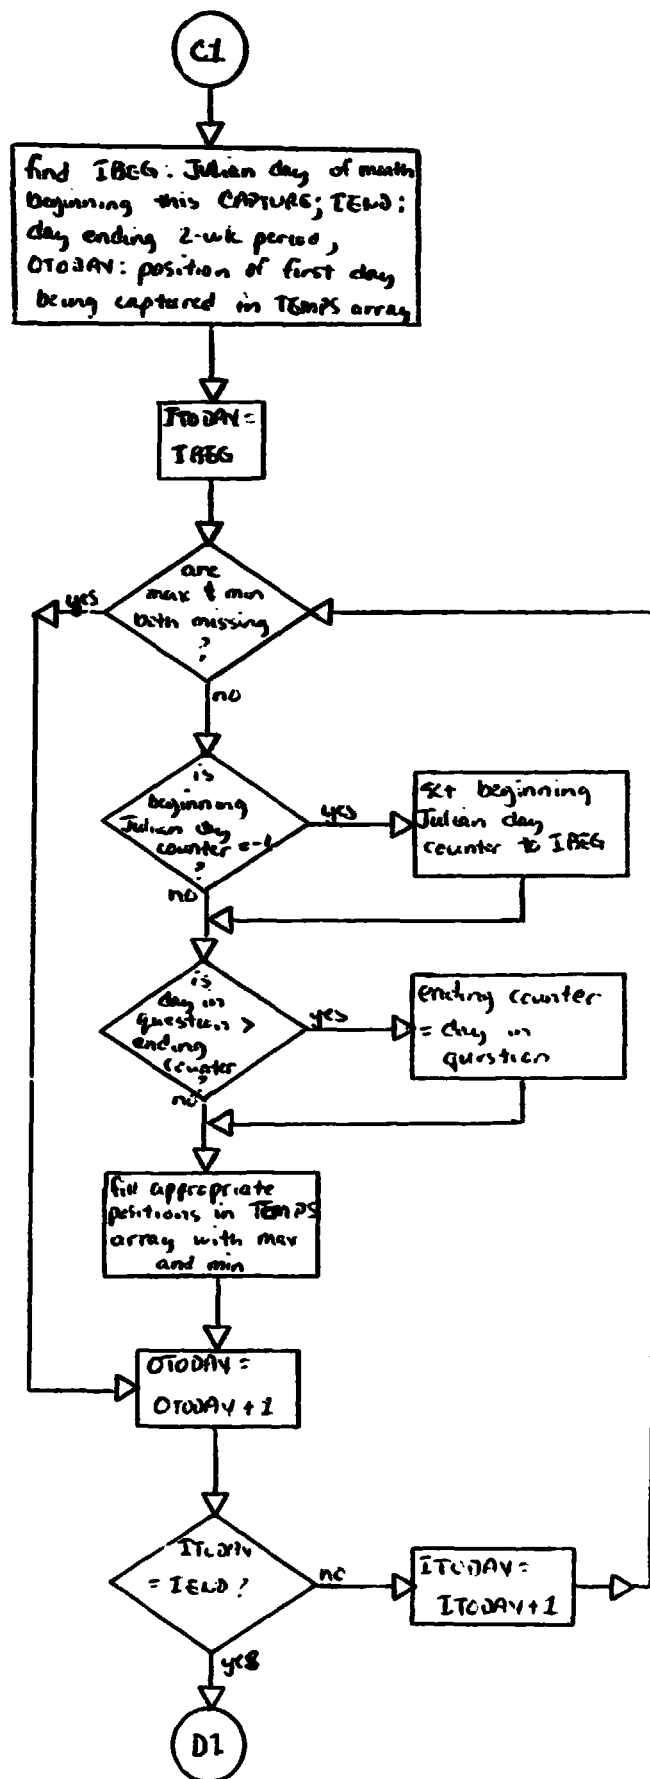 C1
find IBEG: Julian day of month
beginning this CAPTURE; IEND:
day ending 2-wk period,
OTODAY: position of first day
being captured in TEMPS array
ITODAY=
IBEG
are
max & min
both missing
?
yes
no
is
beginning
Julian day
counter = -1
?
yes
set beginning
Julian day
counter to IBEG
no
is
day in
question >
ending
counter
?
yes
ending counter
= day in
question
no
fill appropriate
positions in TEMPS
array with max
and min
OTODAY=
OTODAY+1
ITODAY
= IEND?
no
ITODAY=
ITODAY+1
yes
D1